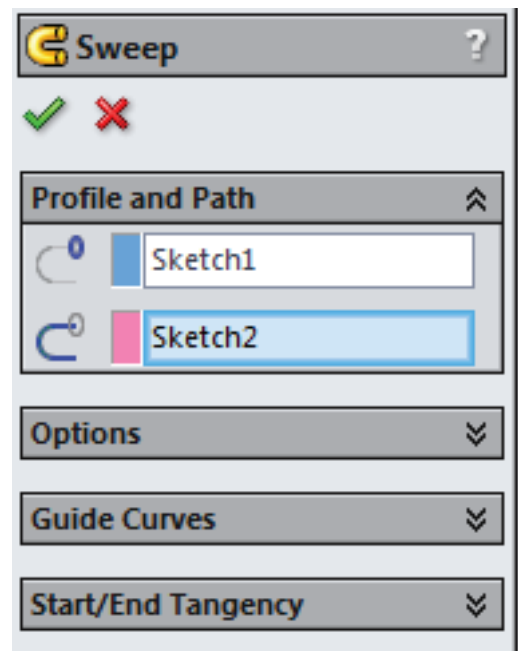 Sweep ?
Profile and Path
Sketch1
Sketch2
Options
Guide Curves
Start/End Tangency